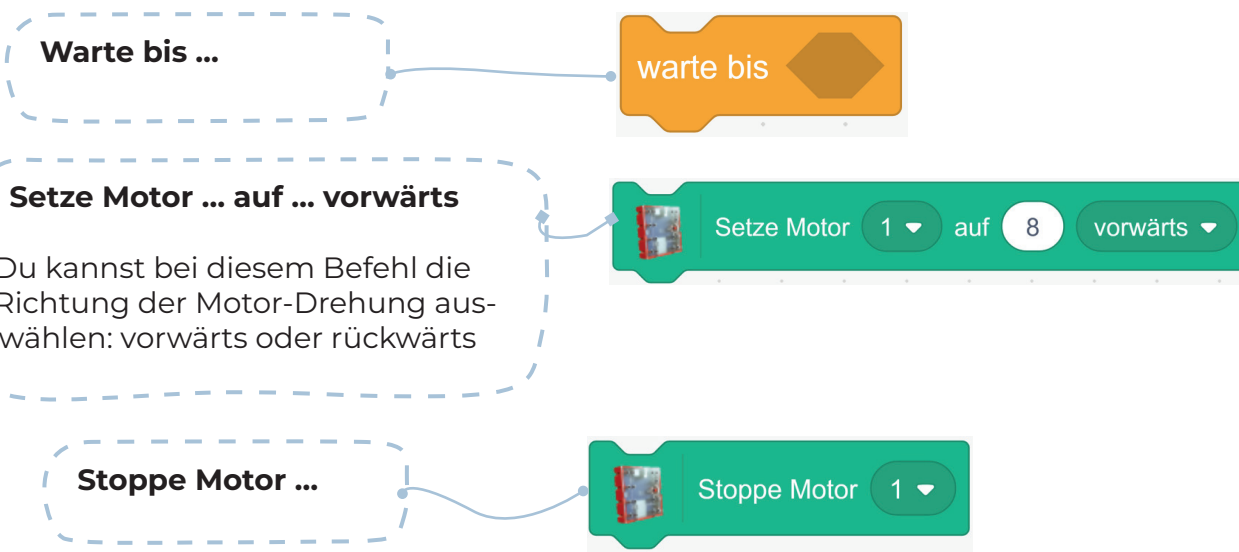 Warte bis ...
warte bis
Setze Motor ... auf ... vorwärts
Du kannst bei diesem Befehl die
Richtung der Motor-Drehung aus-
wählen: vorwärts oder rückwärts
Setze Motor 1 auf 8 vorwärts
Stoppe Motor ...
Stoppe Motor 1